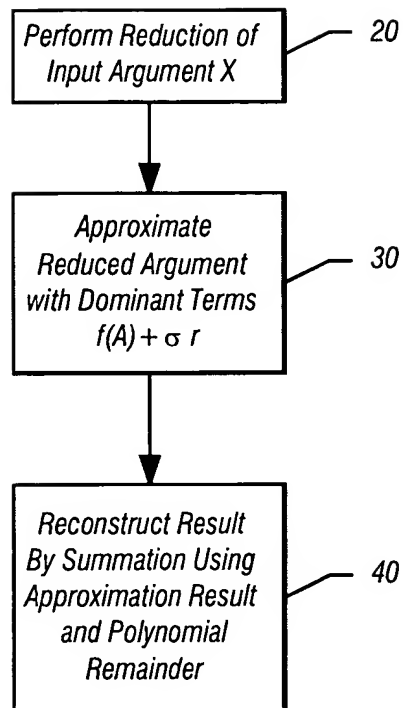 Perform Reduction of
Input Argument X
20
Approximate
Reduced Argument
with Dominant Terms
f(A) + σ r
30
Reconstruct Result
By Summation Using
Approximation Result
and Polynomial
Remainder
40